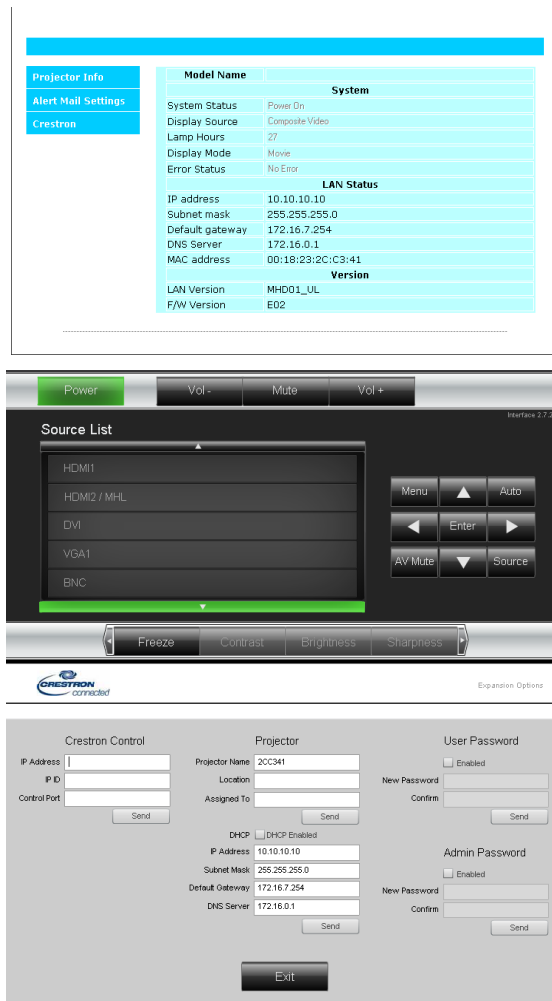 Projector Info
Alert Mail Settings
Crestron
Model Name
System
System Status Power On
Display Source Composite Video
Lamp Hours 27
Display Mode Movie
Error Status No Error
LAN Status
IP address 10.10.10.10
Subnet mask 255.255.255.0
Default gateway 172.16.7.254
DNS Server 172.16.0.1
MAC address 00:18:23:2C:C3:41
Version
LAN Version MHD01_UL
F/W Version E02
Power Vol - Mute Vol +
Interface 2.7.2
Source List
HDMI1
HDMI2 / MHL
DVI
VGA1
BNC
Menu Auto
Enter
AV Mute Source
Freeze Contrast Brightness Sharpness
CRESTRON
connected
Expansion Options
Crestron Control
IP Address
IP ID
Control Port
Send
Projector
Projector Name 2CC341
Location
Assigned To
Send
DHCP DHCP Enabled
IP Address 10.10.10.10
Subnet Mask 255.255.255.0
Default Gateway 172.16.7.254
DNS Server 172.16.0.1
Send
User Password
Enabled
New Password
Confirm
Send
Admin Password
Enabled
New Password
Confirm
Send
Exit